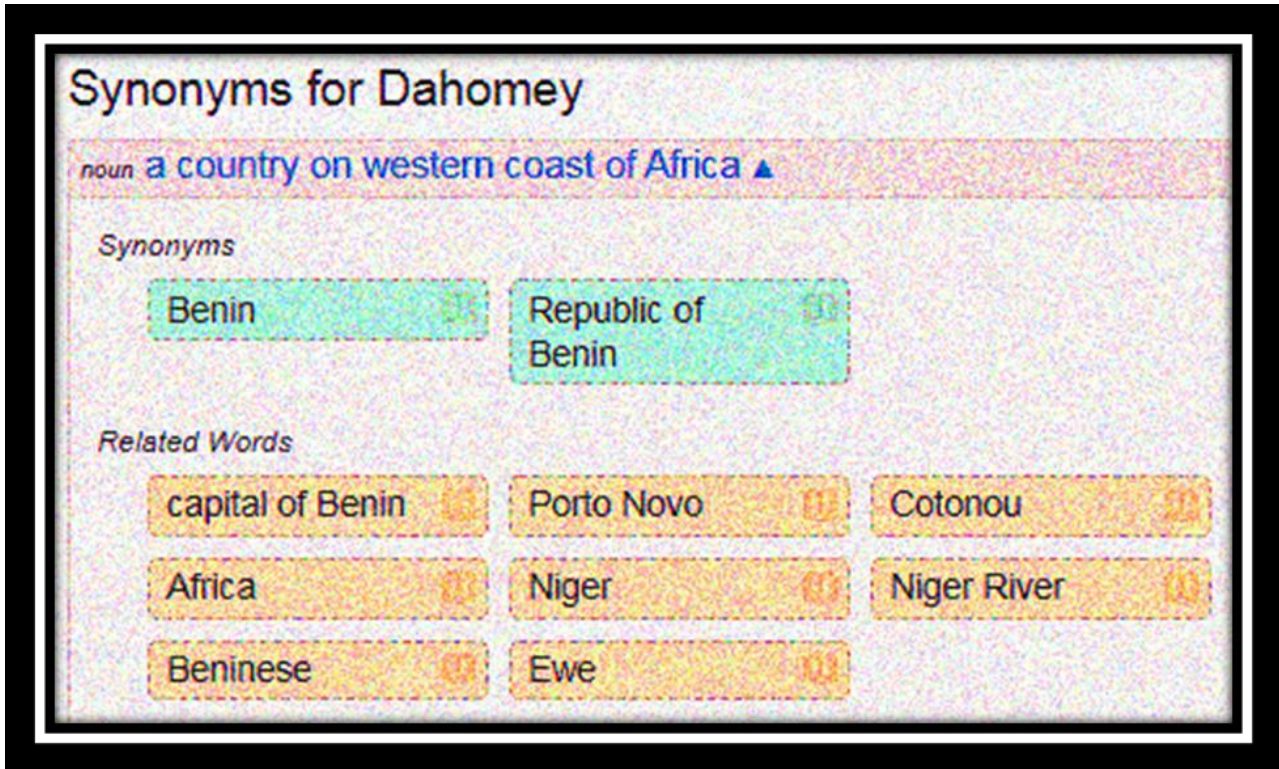 Synonyms for Dahomey
noun a country on western coast of Africa ▲
Synonyms
Benin
Republic of
Benin
Related Words
capital of Benin
Porto Novo
Cotonou
Africa
Niger
Niger River
Beninese
Ewe